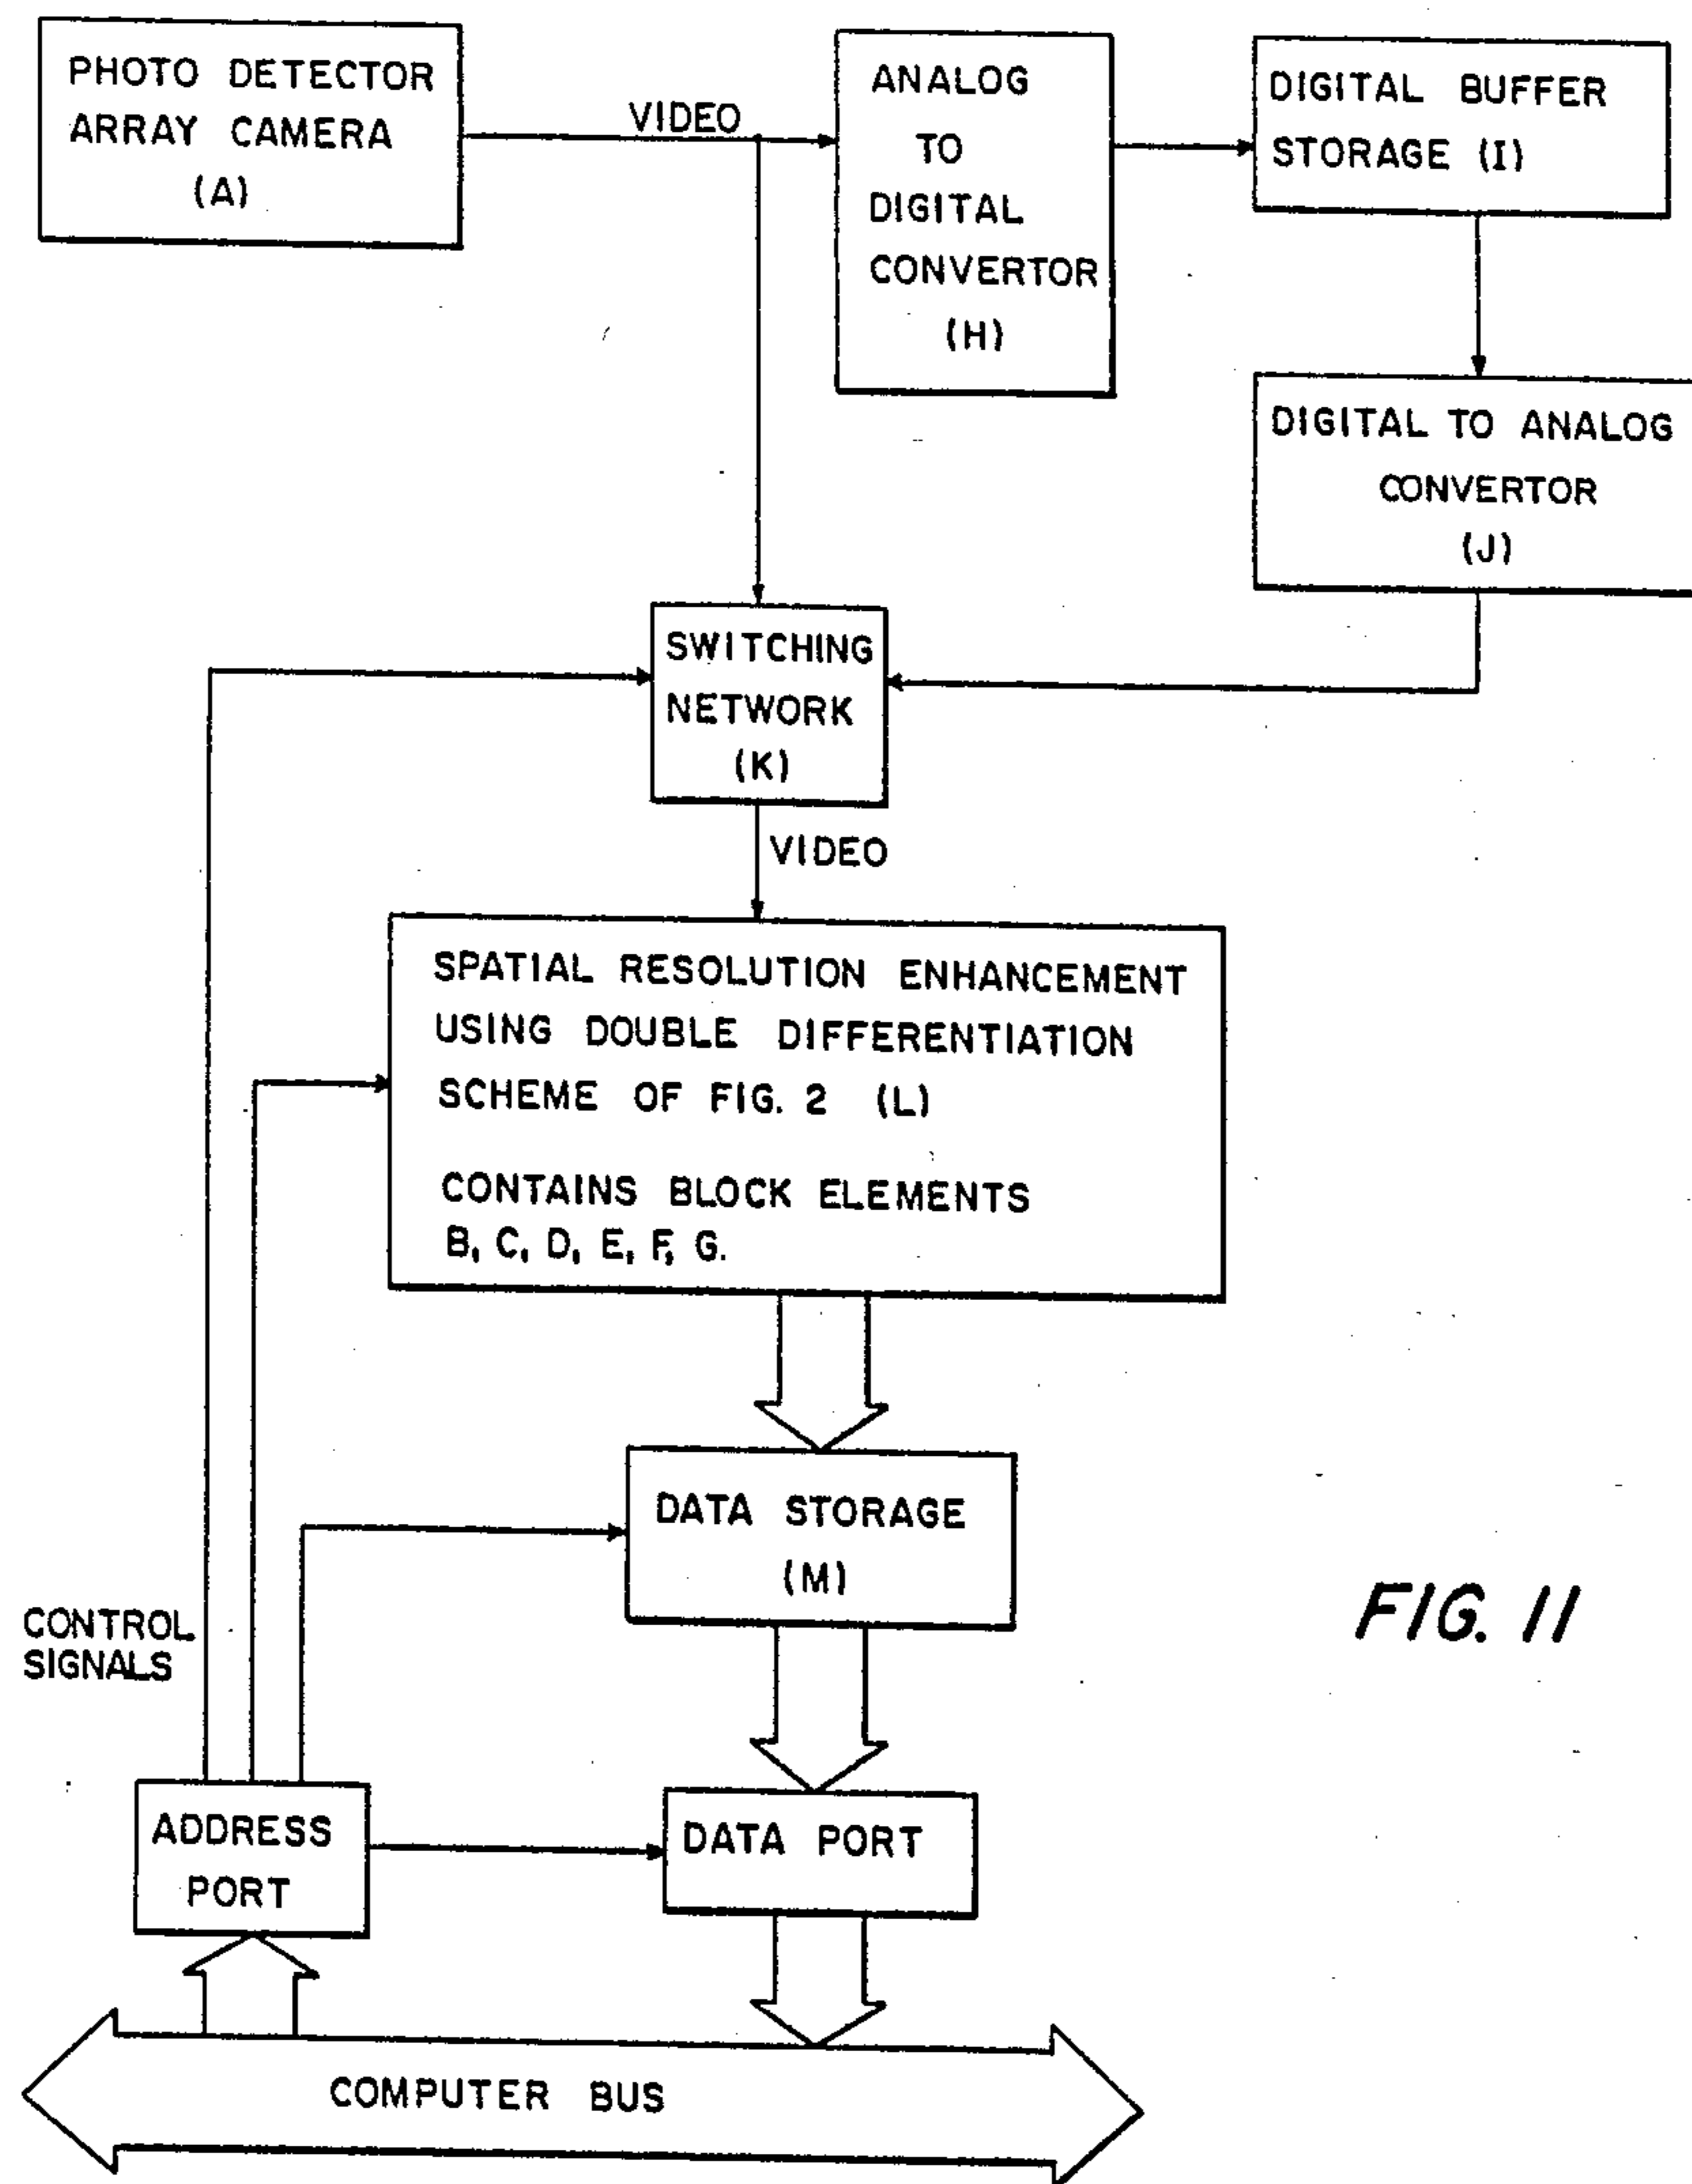 PHOTO DETECTOR
ARRAY CAMERA
(A)
VIDEO
ANALOG
TO
DIGITAL
CONVERTOR
(H)
DIGITAL BUFFER
STORAGE (I)
DIGITAL TO ANALOG
CONVERTOR
(J)
SWITCHING
NETWORK
(K)
VIDEO
SPATIAL RESOLUTION ENHANCEMENT
USING DOUBLE DIFFERENTIATION
SCHEME OF FIG. 2 (L)
CONTAINS BLOCK ELEMENTS
B, C, D, E, F, G.
DATA STORAGE
(M)
CONTROL
SIGNALS
ADDRESS
PORT
DATA PORT
COMPUTER BUS
FIG. 11